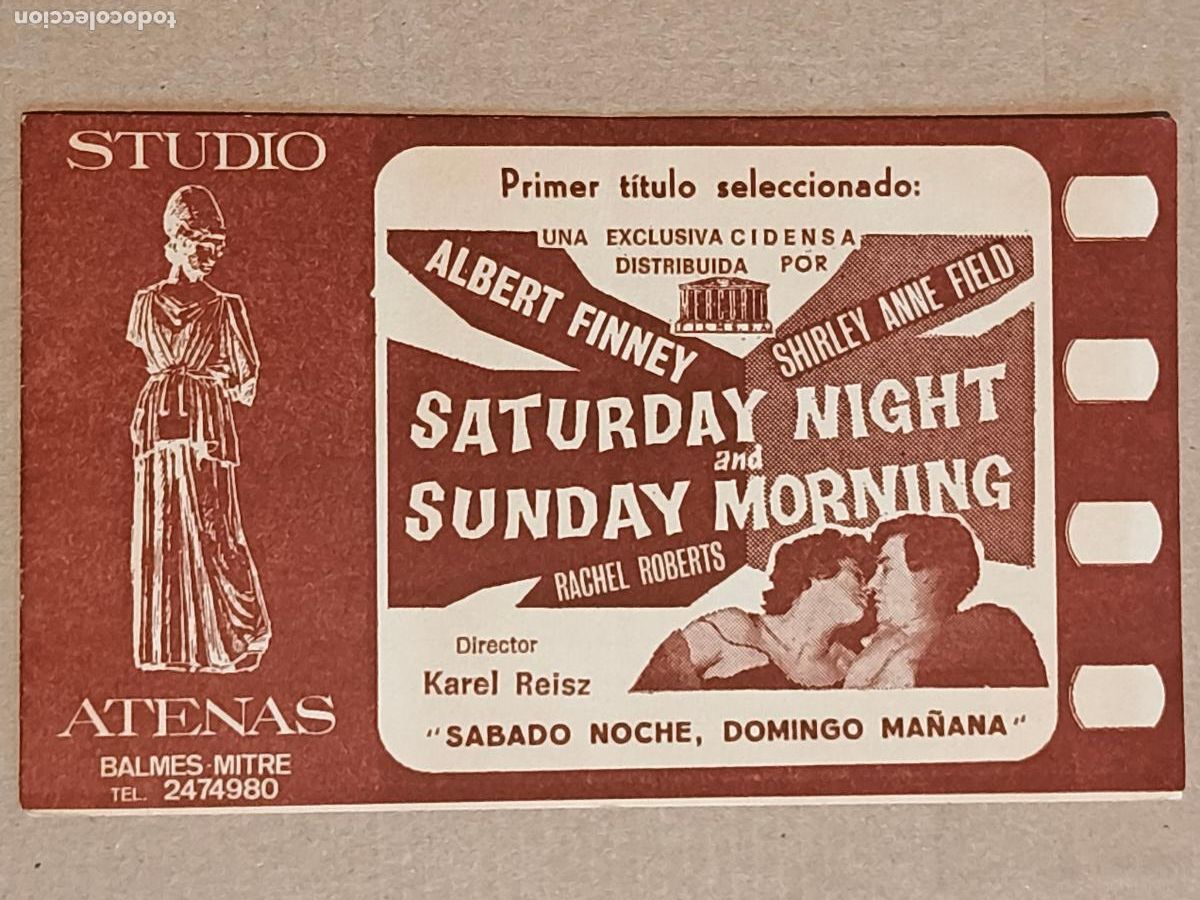 todocoleccion
STUDIO
ATENAS
BALMES-MITRE
TEL. 2474980
Primer título seleccionado:
UNA EXCLUSIVA CIDENSA
DISTRIBUIDA POR
MERCURIO
ALBERT FINNEY
SHIRLEY ANNE FIELD
SATURDAY NIGHT
and
SUNDAY MORNING
RACHEL ROBERTS
Director
Karel Reisz
"SABADO NOCHE, DOMINGO MAÑANA"